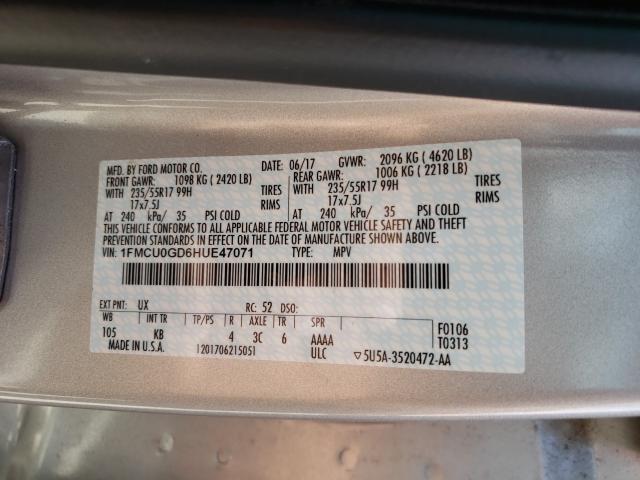 MFD. BY FORD MOTOR CO. DATE: 06/17 GVWR: 2096 KG ( 4620 LB)
FRONT GAWR: 1098 KG ( 2420 LB) REAR GAWR: 1006 KG ( 2218 LB)
WITH 235/55R17 99H TIRES WITH 235/55R17 99H TIRES
17x7.5J RIMS 17x7.5J RIMS
AT 240 kPa/ 35 PSI COLD AT 240 kPa/ 35 PSI COLD
THIS VEHICLE CONFORMS TO ALL APPLICABLE FEDERAL MOTOR VEHICLE SAFETY AND THEFT
PREVENTION STANDARDS IN EFFECT ON THE DATE OF MANUFACTURE SHOWN ABOVE.
VIN: 1FMCU0GD6HUE47071 TYPE: MPV
EXT PNT: UX RC: 52 DSO:
WB INT TR TP/PS R AXLE TR SPR F0106
105 KB 4 3C 6 AAAA T0313
MADE IN U.S.A. 1201706215051 ULC ▽5U5A-3520472-AA